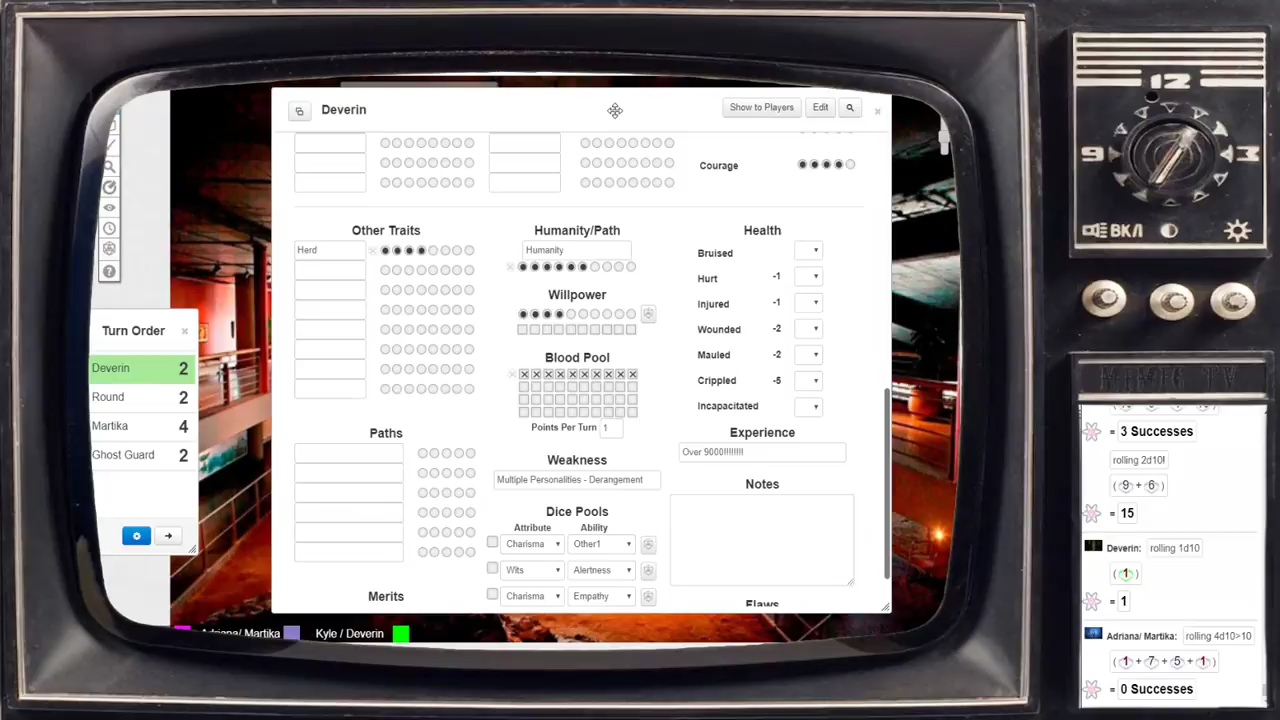 Deverin
Show to Players
Edit
Courage
Other Traits
Herd
Humanity/Path
Humanity
Willpower
Blood Pool
Points Per Turn 1
Weakness
Multiple Personalities - Derangement
Dice Pools
Attribute Ability
Charisma Other1
Wits Alertness
Charisma Empathy
Paths
Merits
Health
Bruised
Hurt -1
Injured -1
Wounded -2
Mauled -2
Crippled -5
Incapacitated
Experience
Over 9000!!!!!!!!
Notes
Flaws
Turn Order
Deverin 2
Round 2
Martika 4
Ghost Guard 2
Adriana/ Martika
Kyle / Deverin
12
9
3
ВКЛ
= 3 Successes
rolling 2d10!
(9 + 6)
= 15
Deverin: rolling 1d10
(1)
= 1
Adriana/ Martika: rolling 4d10>10
(1 + 7 + 5 + 1)
= 0 Successes